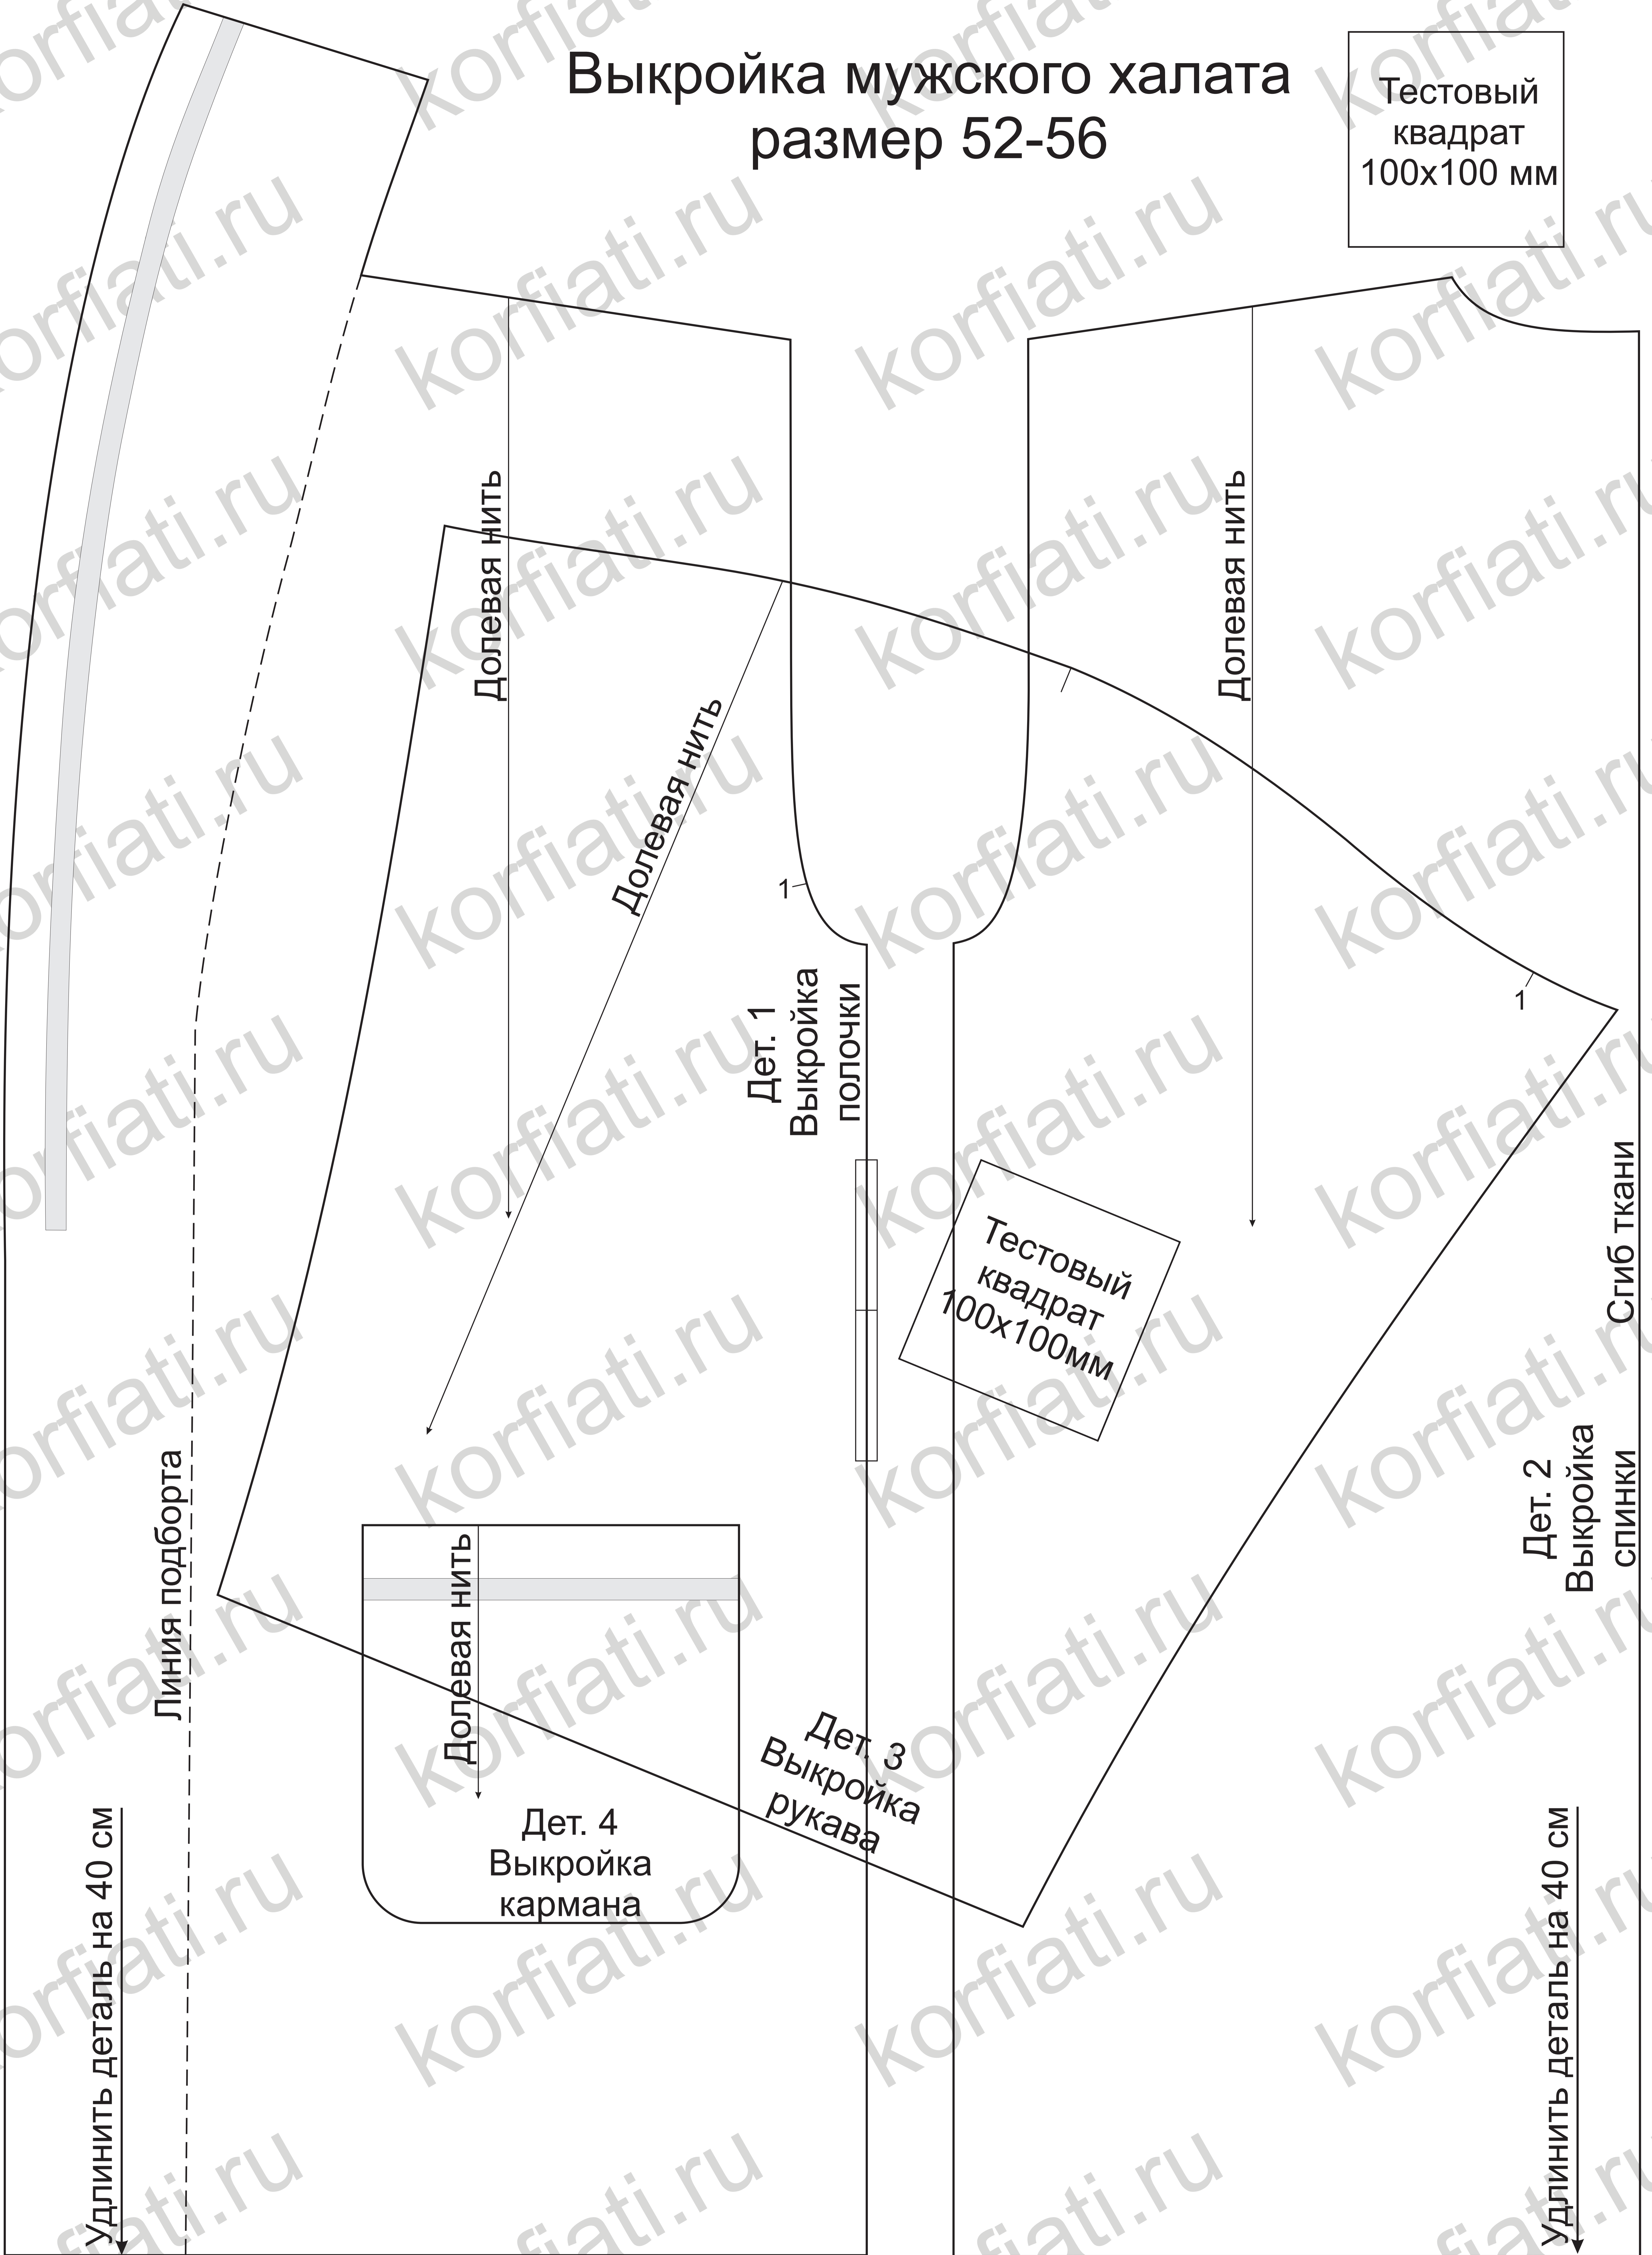 Выкройка мужского халата
размер 52-56
Тестовый
квадрат
100х100 мм
Долевая нить
Долевая нить
Долевая нить
1
Дет. 1
Выкройка
полочки
1
Тестовый
квадрат
100х100мм
Сгиб ткани
Дет. 2
Выкройка
спинки
Линия подборта
Долевая нить
Дет. 3
Выкройка
рукава
Дет. 4
Выкройка
кармана
Удлинить деталь на 40 см
Удлинить деталь на 40 см
korfiati.ru